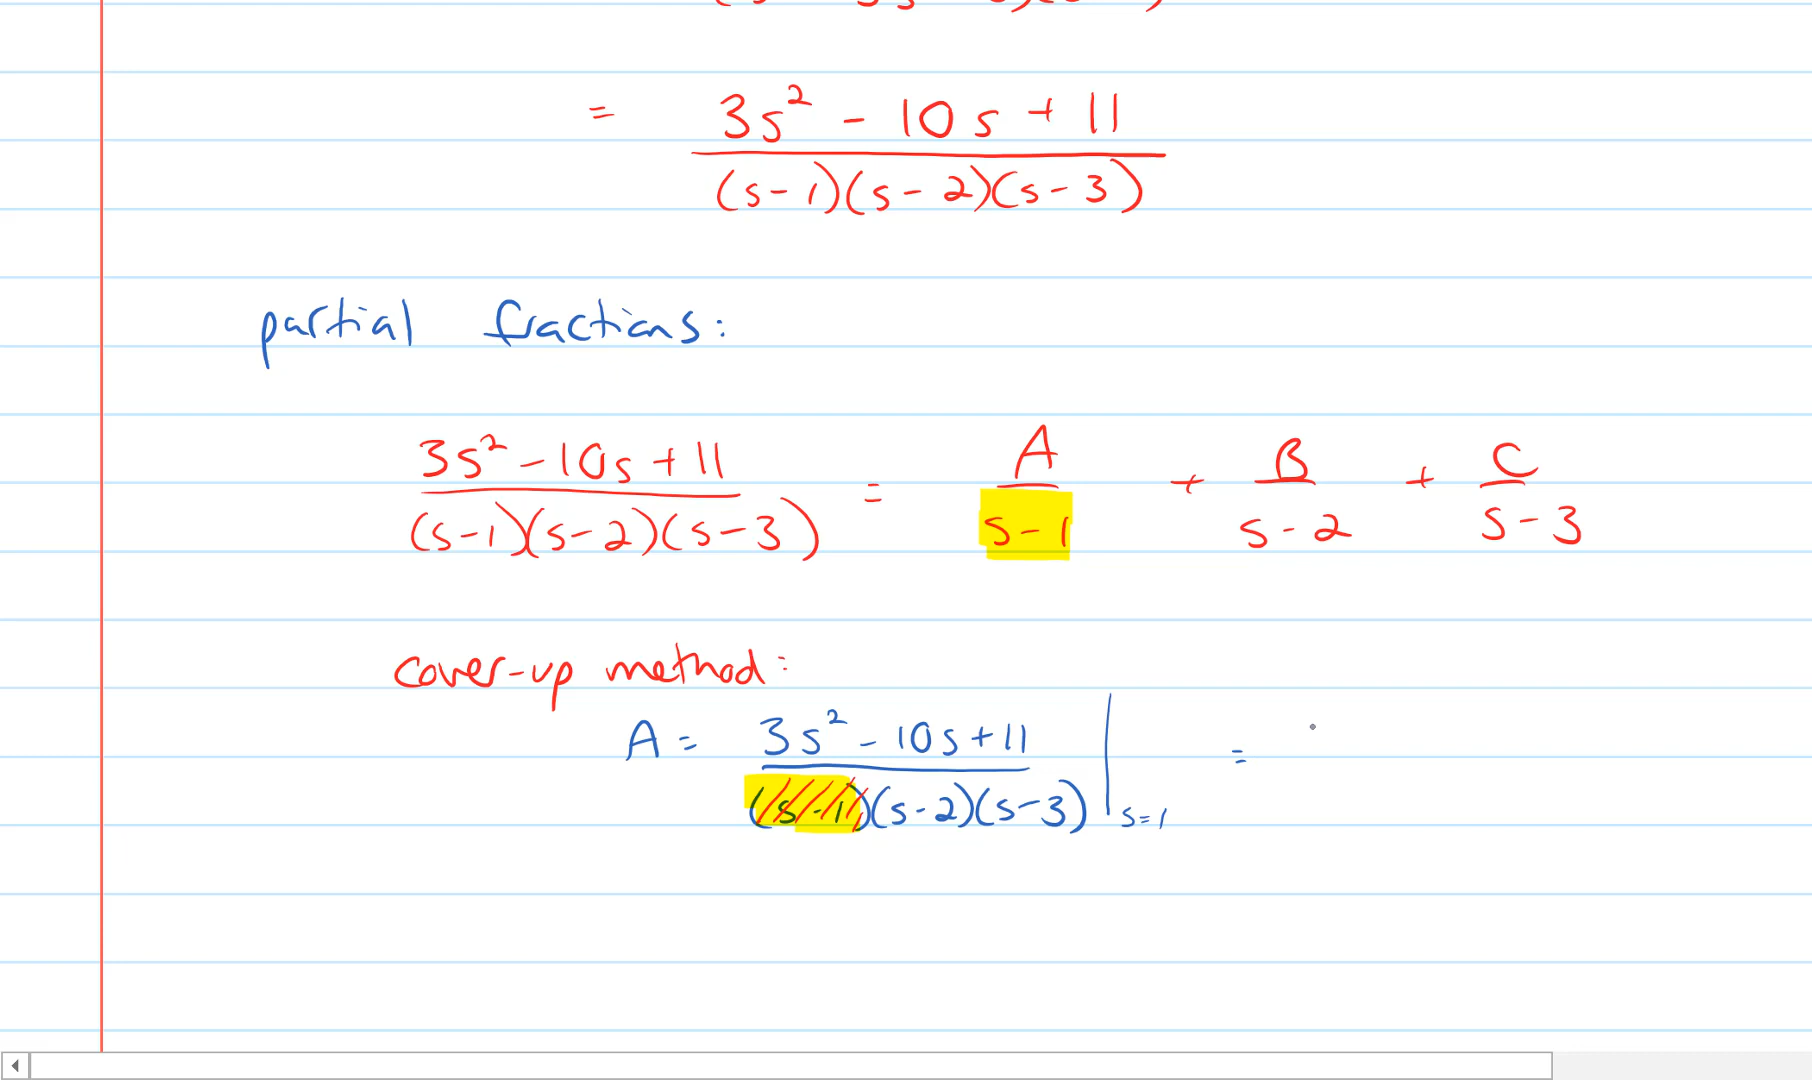 = 3s² - 10s + 11
(s-1)(s-2)(s-3)
partial fractions:
3s² - 10s + 11 = A + B + C
(s-1)(s-2)(s-3) s-1 s-2 s-3
cover-up method:
A = 3s² - 10s + 11 =
(s-1)(s-2)(s-3) s=1